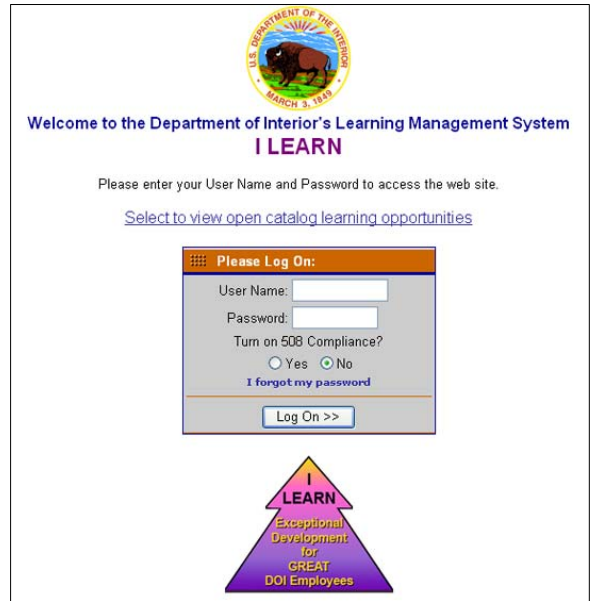 U.S. DEPARTMENT OF THE INTERIOR
MARCH 3, 1849
Welcome to the Department of Interior's Learning Management System
I LEARN
Please enter your User Name and Password to access the web site.
Select to view open catalog learning opportunities
Please Log On:
User Name:
Password:
Turn on 508 Compliance?
Yes No
I forgot my password
Log On >>
I
LEARN
Exceptional
Development
for
GREAT
DOI Employees